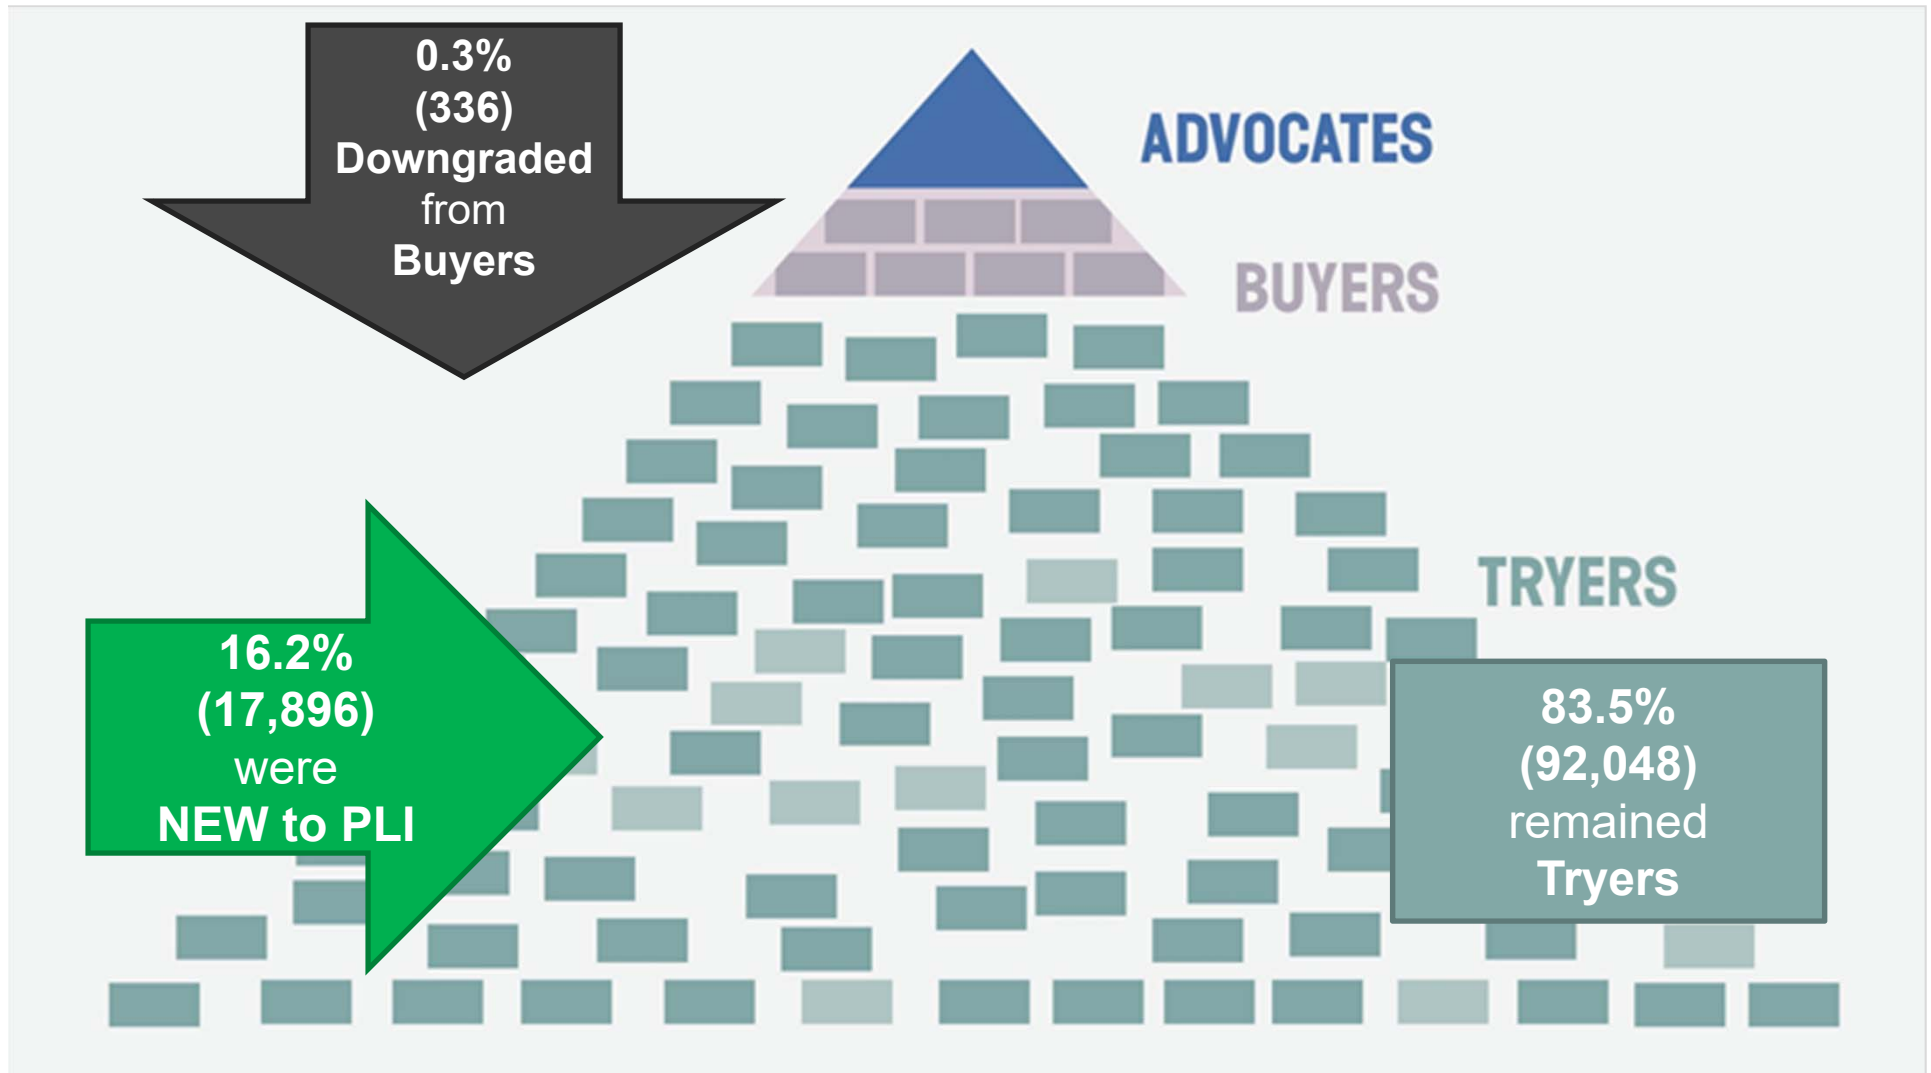 0.3%
(336)
Downgraded
from
Buyers
ADVOCATES
BUYERS
TRYERS
16.2%
(17,896)
were
NEW to PLI
83.5%
(92,048)
remained
Tryers